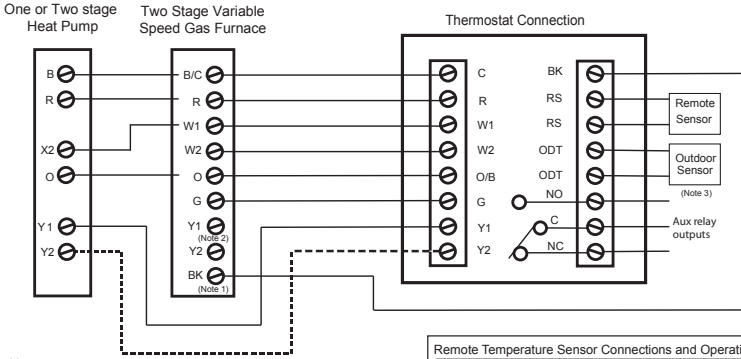 One or Two stage
Heat Pump
Two Stage Variable
Speed Gas Furnace
Thermostat Connection
B
R
X2
O
Y1
Y2
B/C
R
W1
W2
O
G
Y1
(Note 2)
Y2
BK
(Note 1)
C
R
W1
W2
O/B
G
Y1
Y2
BK
RS
RS
ODT
ODT
NO
C
NC
Remote
Sensor
Outdoor
Sensor
(Note 3)
Aux relay
outputs
Remote Temperature Sensor Connections and Operati